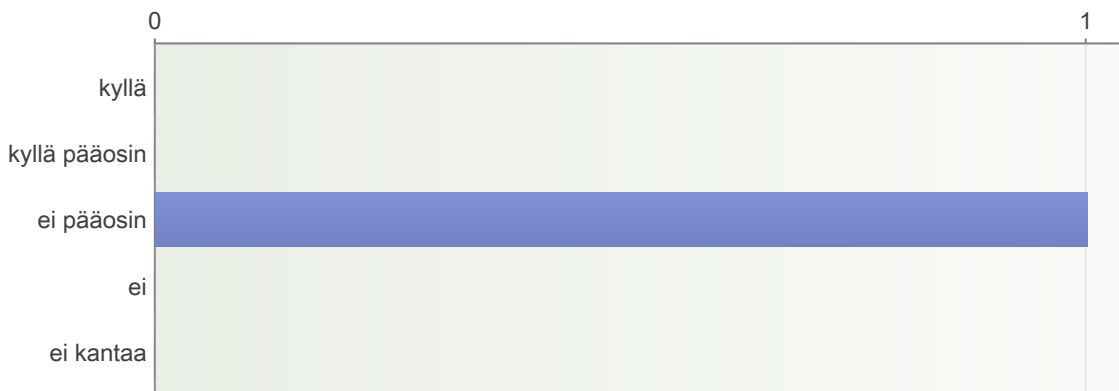 0 1
kyllä
kyllä pääosin
ei pääosin
ei
ei kantaa